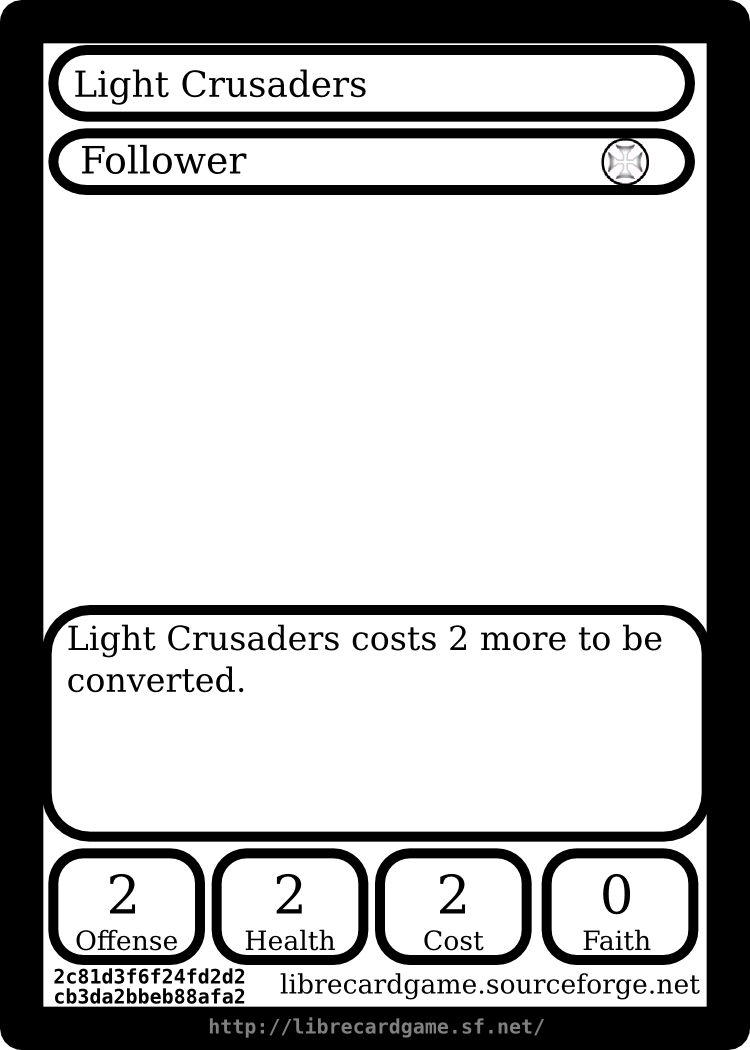 Light Crusaders
Follower
Light Crusaders costs 2 more to be
converted.
2 2 2 0
Offense Health Cost Faith
2c81d3f6f24fd2d2
cb3da2bbeb88afa2
librecardgame.sourceforge.net
http://librecardgame.sf.net/